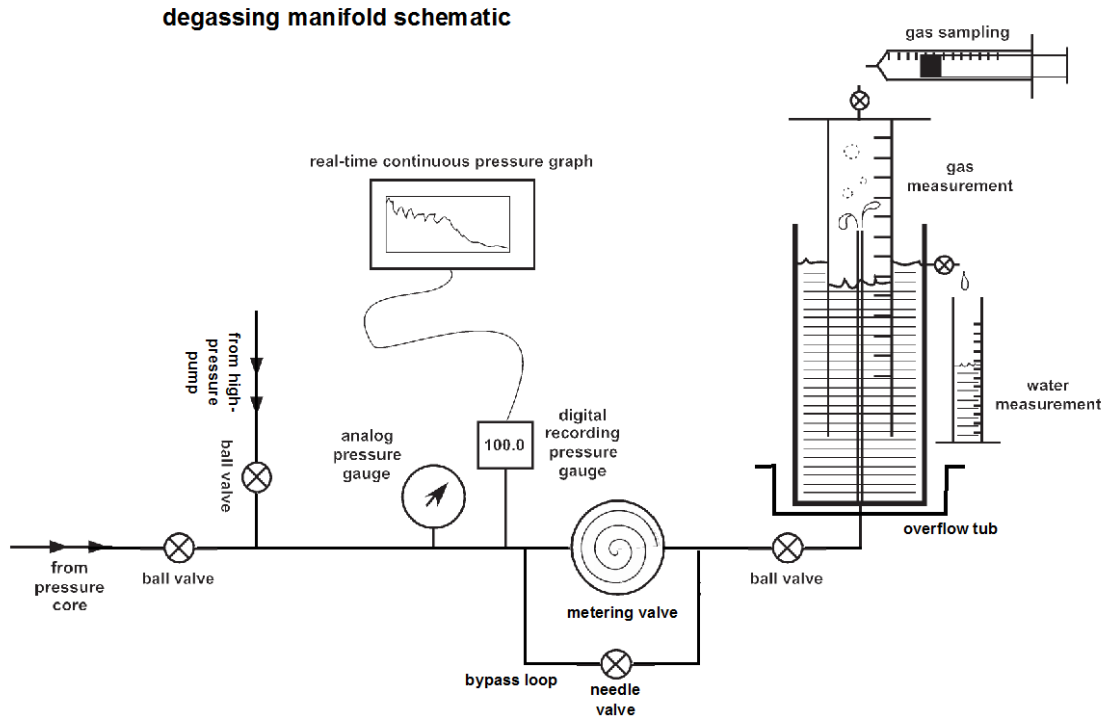 degassing manifold schematic
gas sampling
real-time continuous pressure graph
gas
measurement
from high-
pressure
pump
ball valve
analog
pressure
gauge
100.0
digital
recording
pressure
gauge
water
measurement
overflow tub
from
pressure
core
ball valve
metering valve
ball valve
bypass loop
needle
valve